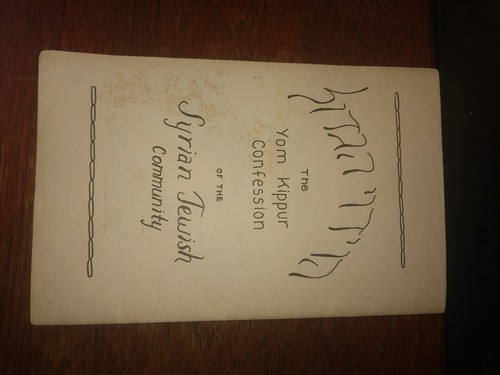 The
Yom Kippur
Confession
OF THE
Syrian Jewish
Community